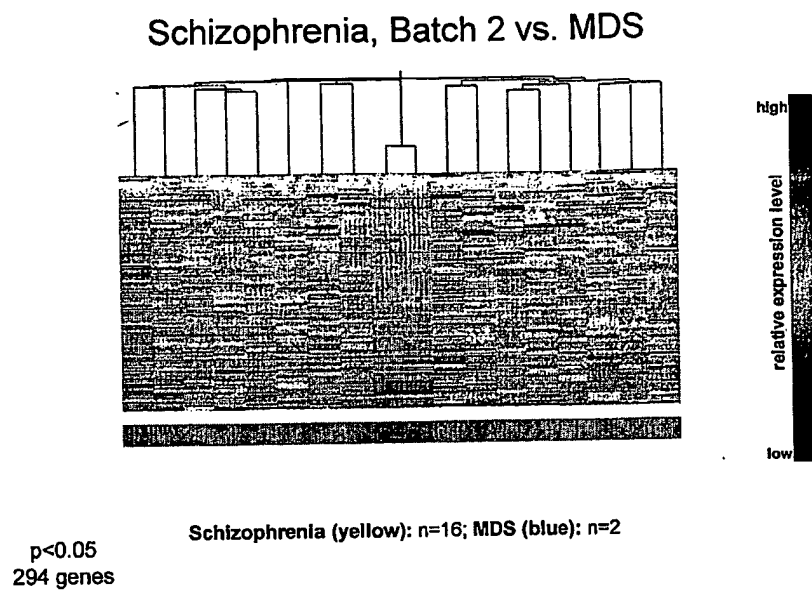 Schizophrenia, Batch 2 vs. MDS
high
relative expression level
low
Schizophrenia (yellow): n=16; MDS (blue): n=2
p<0.05
294 genes